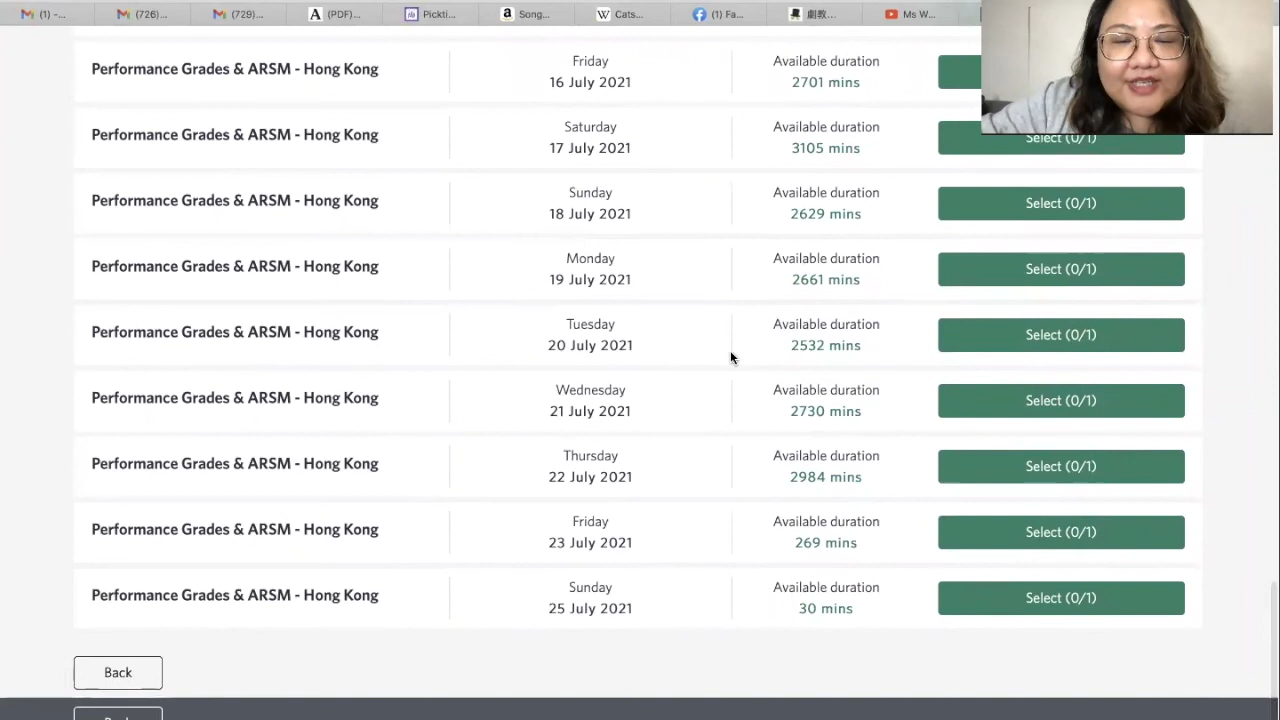 (1) -...
(726)...
(729)...
(PDF)...
Pickti...
Song...
Cats...
(1) Fa...
劇教...
Ms W...
Performance Grades & ARSM - Hong Kong
Friday
16 July 2021
Available duration
2701 mins
Performance Grades & ARSM - Hong Kong
Saturday
17 July 2021
Available duration
3105 mins
Select (0/1)
Performance Grades & ARSM - Hong Kong
Sunday
18 July 2021
Available duration
2629 mins
Select (0/1)
Performance Grades & ARSM - Hong Kong
Monday
19 July 2021
Available duration
2661 mins
Select (0/1)
Performance Grades & ARSM - Hong Kong
Tuesday
20 July 2021
Available duration
2532 mins
Select (0/1)
Performance Grades & ARSM - Hong Kong
Wednesday
21 July 2021
Available duration
2730 mins
Select (0/1)
Performance Grades & ARSM - Hong Kong
Thursday
22 July 2021
Available duration
2984 mins
Select (0/1)
Performance Grades & ARSM - Hong Kong
Friday
23 July 2021
Available duration
269 mins
Select (0/1)
Performance Grades & ARSM - Hong Kong
Sunday
25 July 2021
Available duration
30 mins
Select (0/1)
Back